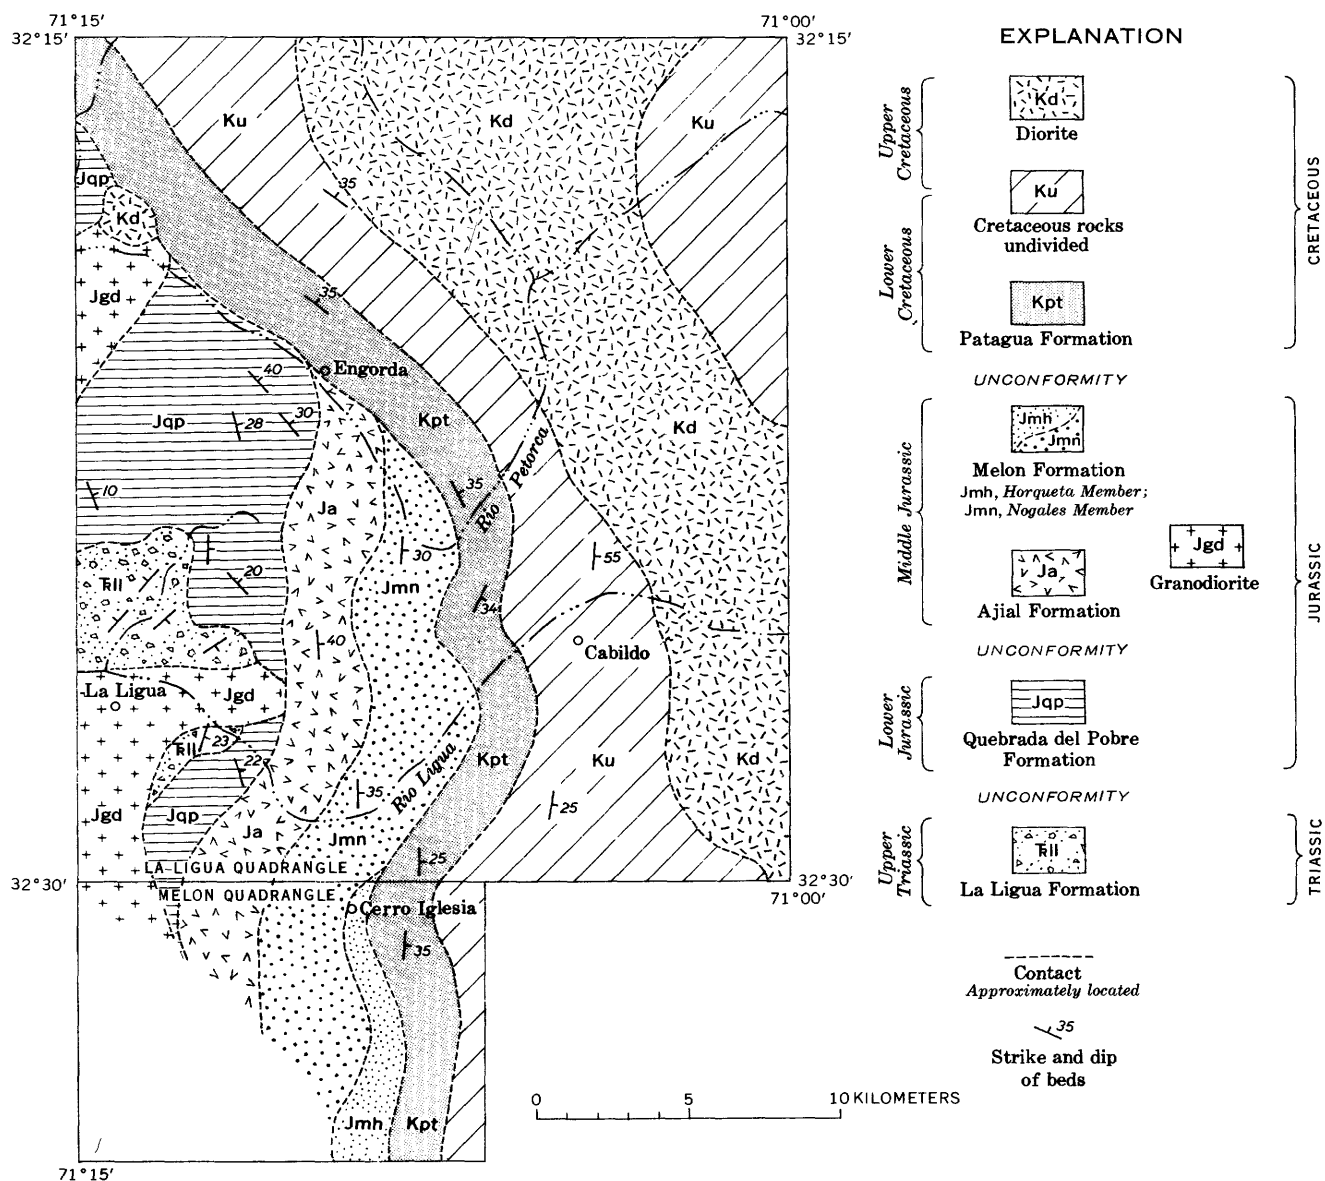 71°15′
71°00′
32°15′
32°15′
Ku
Kd
Ku
35
Jqp
Kd
Jgd
35
Engorda
40
Jqp
28
30
Kpt
Kd
10
Ja
35
Rio Petorca
30
55
Jmn
20
Ꞧll
34
40
Cabildo
La Ligua
Jgd
Ꞧll
23
22
Kpt
Ku
Kd
Rio Ligua
35
25
Jgd
Jqp
Ja
Jmn
25
LA LIGUA QUADRANGLE
32°30′
32°30′
MELON QUADRANGLE
71°00′
Cerro Iglesia
35
Jmh
Kpt
71°15′
0
5
10 KILOMETERS
EXPLANATION
Kd
Diorite
Ku
Cretaceous rocks
undivided
Kpt
Patagua Formation
UNCONFORMITY
Jmh
Jmn
Melon Formation
Jmh, Horqueta Member;
Jmn, Nogales Member
Jgd
Granodiorite
Ja
Ajial Formation
UNCONFORMITY
Jqp
Quebrada del Pobre
Formation
UNCONFORMITY
Ꞧll
La Ligua Formation
Upper
Cretaceous
Lower
Cretaceous
Middle Jurassic
Lower
Jurassic
Upper
Triassic
CRETACEOUS
JURASSIC
TRIASSIC
Contact
Approximately located
35
Strike and dip
of beds